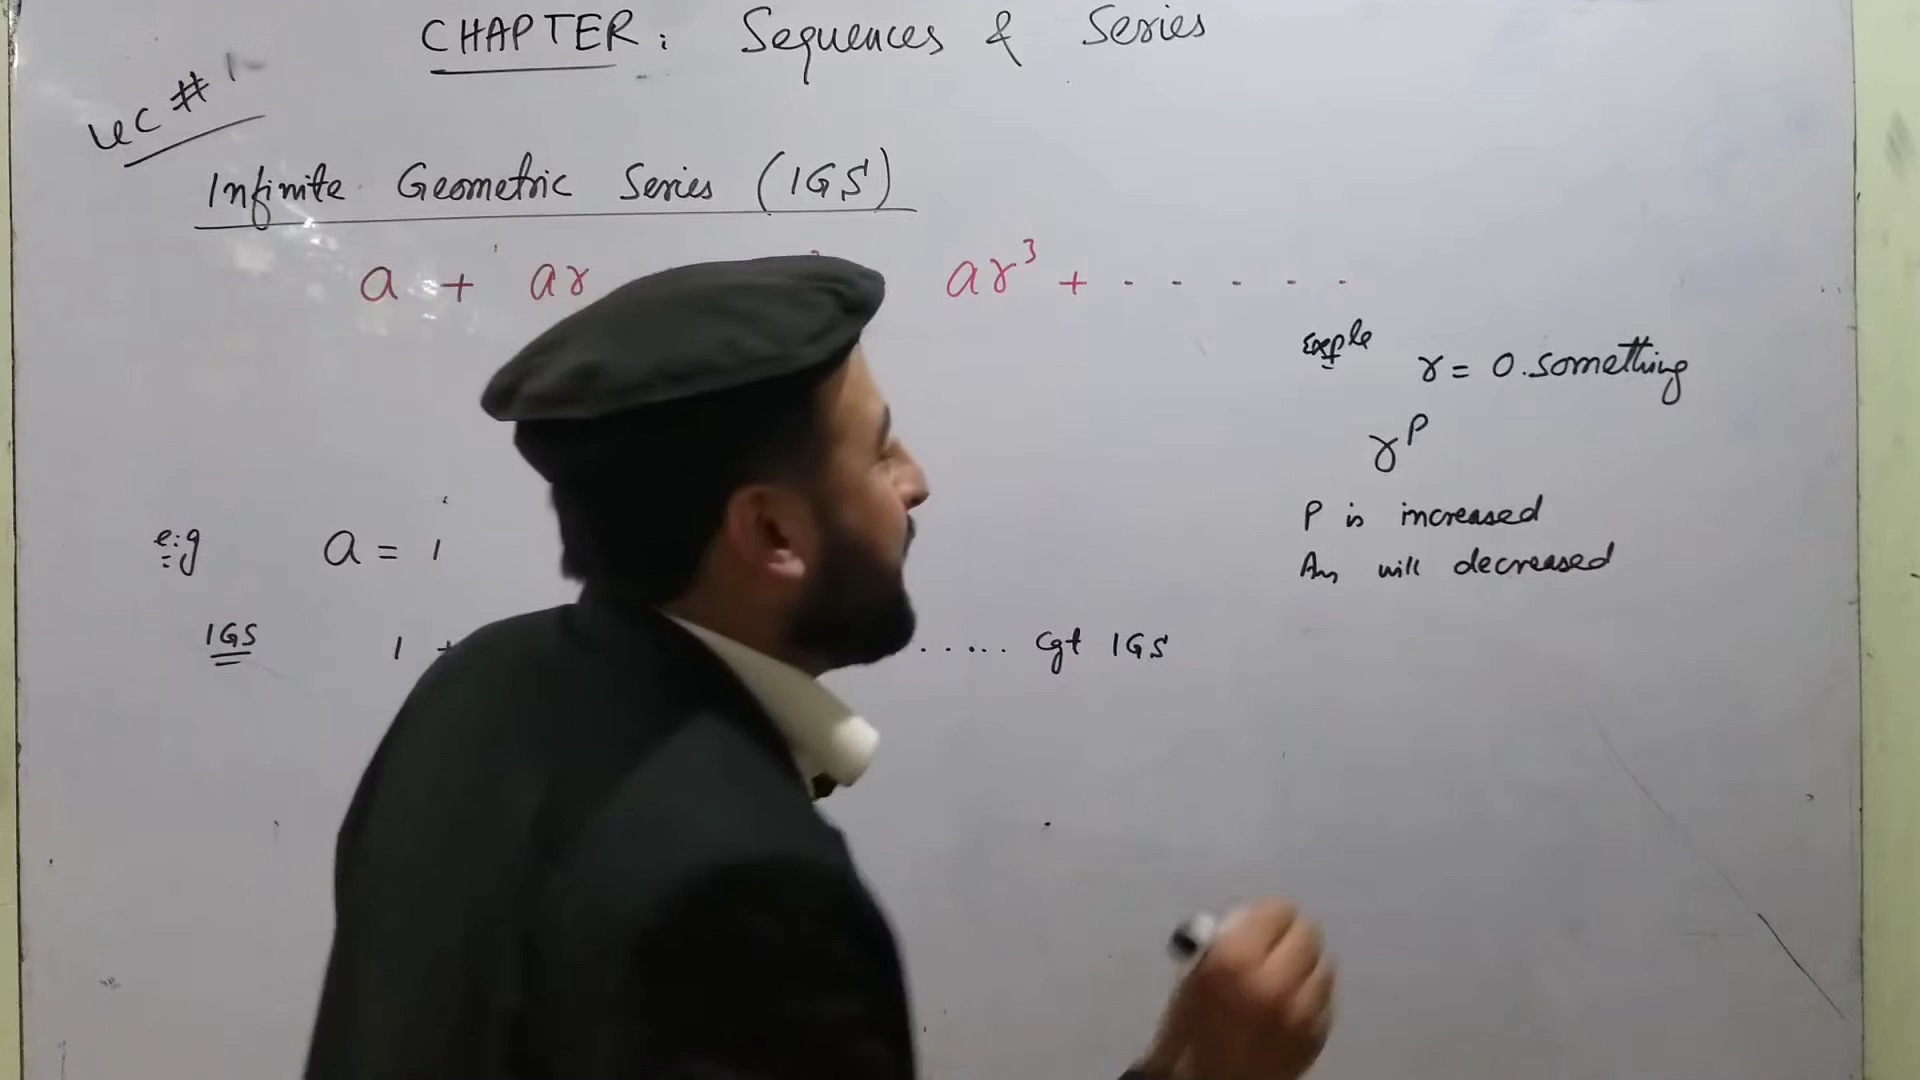 CHAPTER: Sequences & Series
Lec # 1
Infinite Geometric Series (IGS)
a + ar ar³ + . . . . .
Exple r = 0.something
r^P
P is increased
Ans will decreased
e.g a = 1
IGS 1 + ..... Cgt IGS